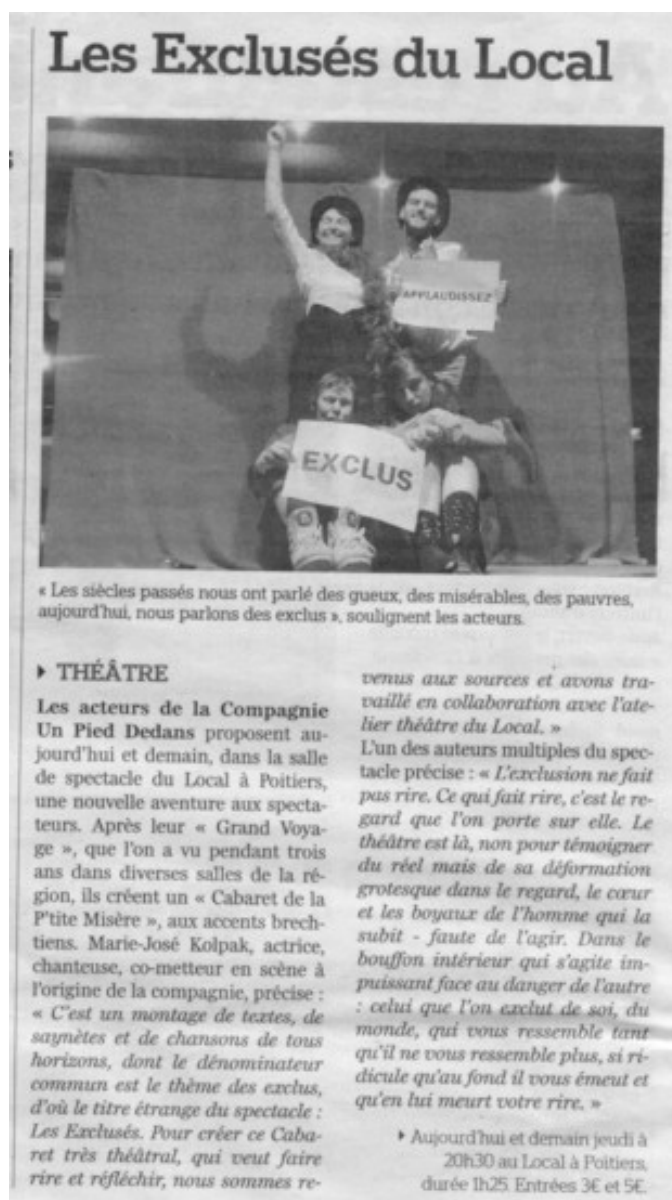 Les Exclusés du Local
APPLAUDISSEZ
EXCLUS
« Les siècles passés nous ont parlé des gueux, des misérables, des pauvres,
aujourd'hui, nous parlons des exclus », soulignent les acteurs.
THÉÂTRE
Les acteurs de la Compagnie
Un Pied Dedans proposent au-
jourd'hui et demain, dans la salle
de spectacle du Local à Poitiers,
une nouvelle aventure aux specta-
teurs. Après leur « Grand Voya-
ge », que l'on a vu pendant trois
ans dans diverses salles de la ré-
gion, ils créent un « Cabaret de la
P'tite Misère », aux accents brech-
tiens. Marie-José Kolpak, actrice,
chanteuse, co-metteur en scène à
l'origine de la compagnie, précise :
« C'est un montage de textes, de
saynètes et de chansons de tous
horizons, dont le dénominateur
commun est le thème des exclus,
d'où le titre étrange du spectacle :
Les Exclusés. Pour créer ce Caba-
ret très théâtral, qui veut faire
rire et réfléchir, nous sommes re-
venus aux sources et avons tra-
vaillé en collaboration avec l'ate-
lier théâtre du Local. »
L'un des auteurs multiples du spec-
tacle précise : « L'exclusion ne fait
pas rire. Ce qui fait rire, c'est le re-
gard que l'on porte sur elle. Le
théâtre est là, non pour témoigner
du réel mais de sa déformation
grotesque dans le regard, le cœur
et les boyaux de l'homme qui la
subit - faute de l'agir. Dans le
bouffon intérieur qui s'agite im-
puissant face au danger de l'autre
: celui que l'on exclut de soi, du
monde, qui vous ressemble tant
qu'il ne vous ressemble plus, si ri-
dicule qu'au fond il vous émeut et
qu'en lui meurt votre rire. »
Aujourd'hui et demain jeudi à
20h30 au Local à Poitiers,
durée 1h25. Entrées 3€ et 5€.